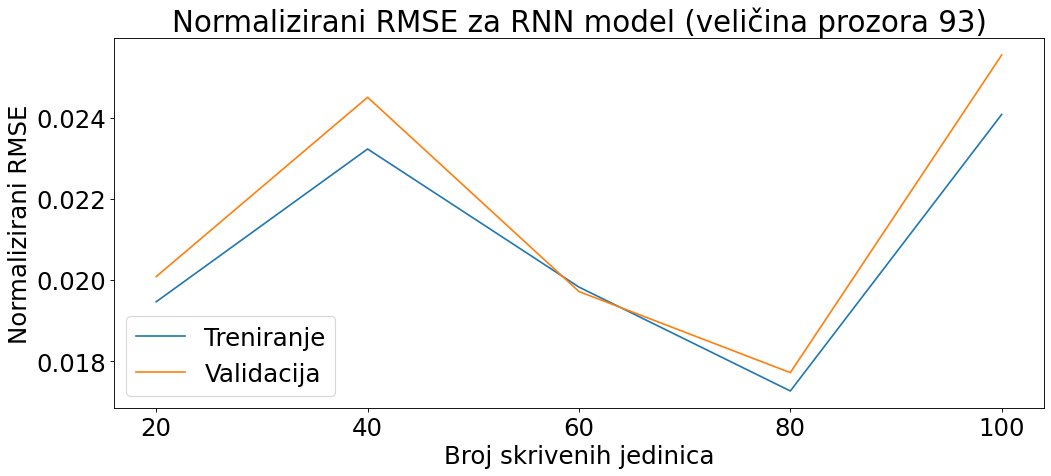 Normalizirani RMSE za RNN model (veličina prozora 93)
Normalizirani RMSE
0.024
0.022
0.020
0.018
Treniranje
Validacija
20 40 60 80 100
Broj skrivenih jedinica